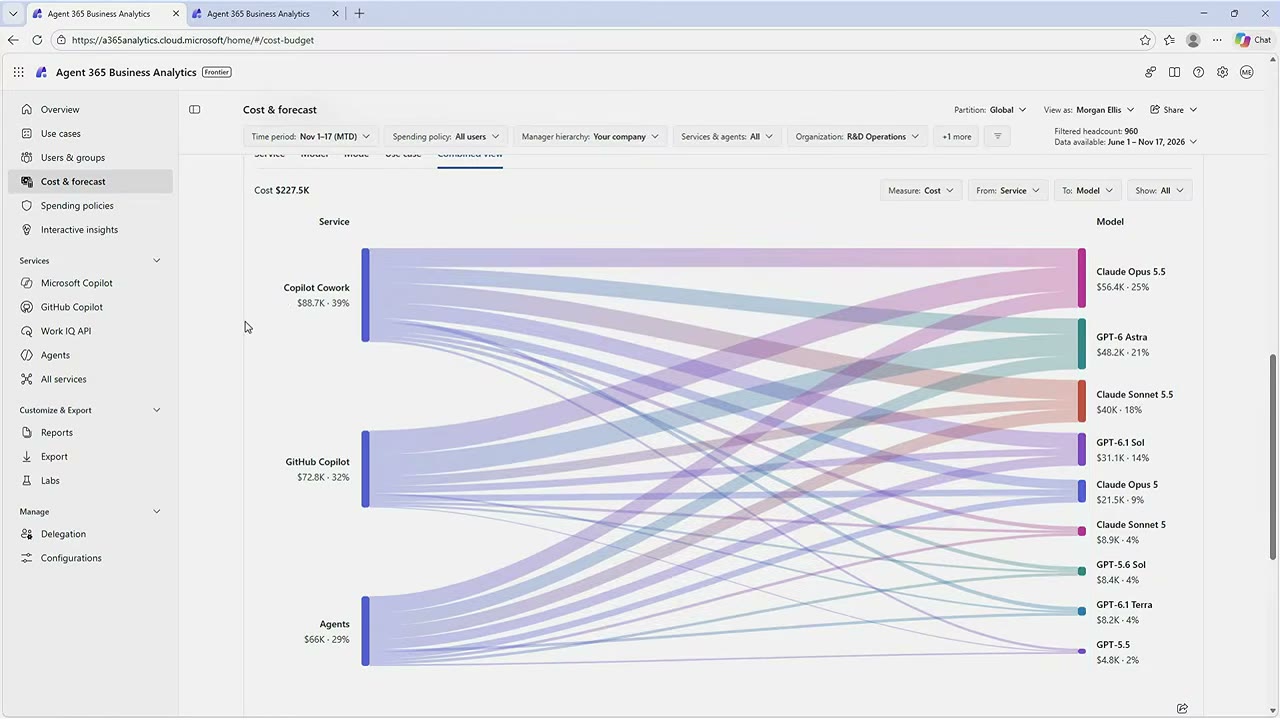 Agent 365 Business Analytics
Agent 365 Business Analytics
https://a365analytics.cloud.microsoft/home/#/cost-budget
Chat
Agent 365 Business Analytics
Frontier
ME
Overview
Use cases
Users & groups
Cost & forecast
Spending policies
Interactive insights
Services
Microsoft Copilot
GitHub Copilot
Work IQ API
Agents
All services
Customize & Export
Reports
Export
Labs
Manage
Delegation
Configurations
Cost & forecast
Partition: Global
View as: Morgan Ellis
Share
Time period: Nov 1–17 (MTD)
Spending policy: All users
Manager hierarchy: Your company
Services & agents: All
Organization: R&D Operations
+1 more
Filtered headcount: 960
Data available: June 1 – Nov 17, 2026
Service
Model
Mode
Use case
Combined view
Cost $227.5K
Measure: Cost
From: Service
To: Model
Show: All
Service
Model
Copilot Cowork
$88.7K · 39%
GitHub Copilot
$72.8K · 32%
Agents
$66K · 29%
Claude Opus 5.5
$56.4K · 25%
GPT-6 Astra
$48.2K · 21%
Claude Sonnet 5.5
$40K · 18%
GPT-6.1 Sol
$31.1K · 14%
Claude Opus 5
$21.5K · 9%
Claude Sonnet 5
$8.9K · 4%
GPT-5.6 Sol
$8.4K · 4%
GPT-6.1 Terra
$8.2K · 4%
GPT-5.5
$4.8K · 2%